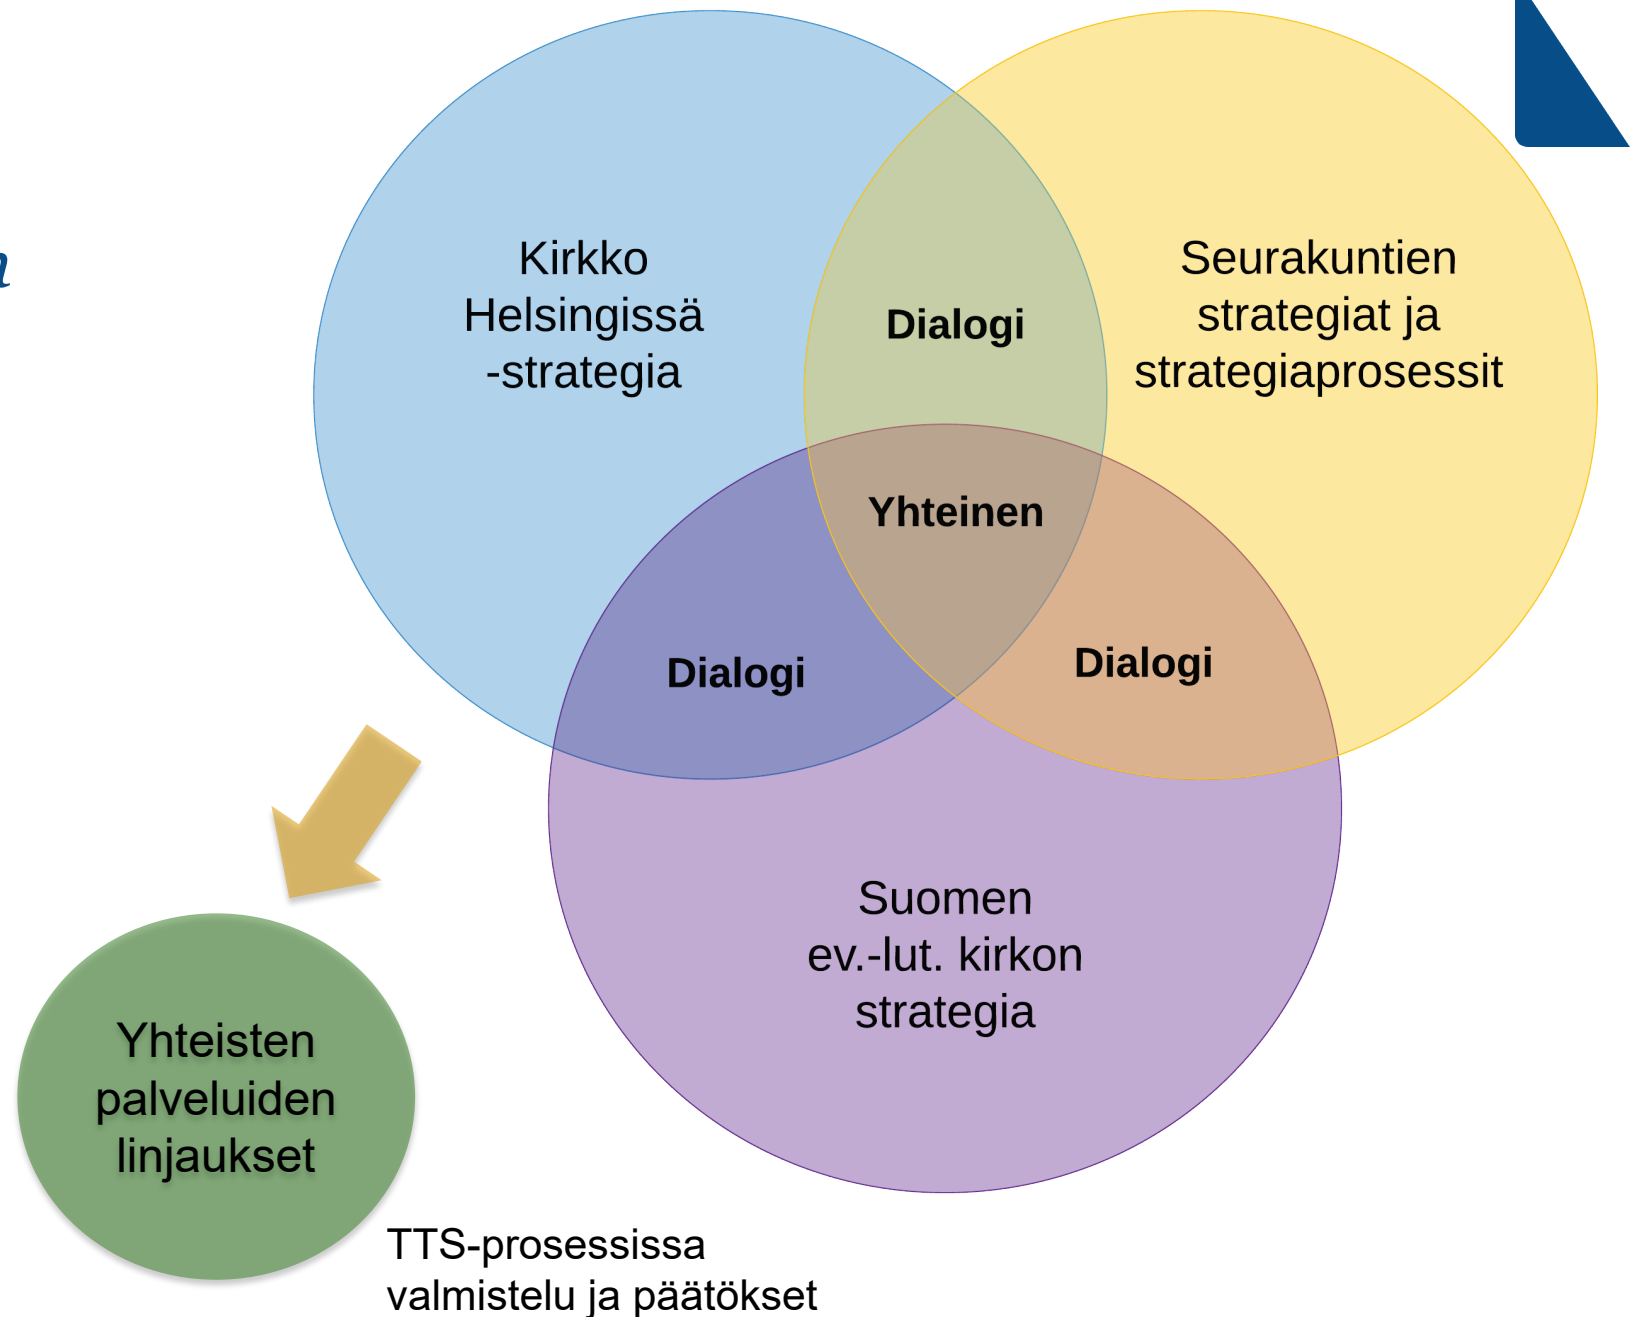 Kirkko
Helsingissä
-strategia
Seurakuntien
strategiat ja
strategiaprosessit
Dialogi
Yhteinen
Dialogi
Dialogi
Suomen
ev.-lut. kirkon
strategia
Yhteisten
palveluiden
linjaukset
TTS-prosessissa
valmistelu ja päätökset